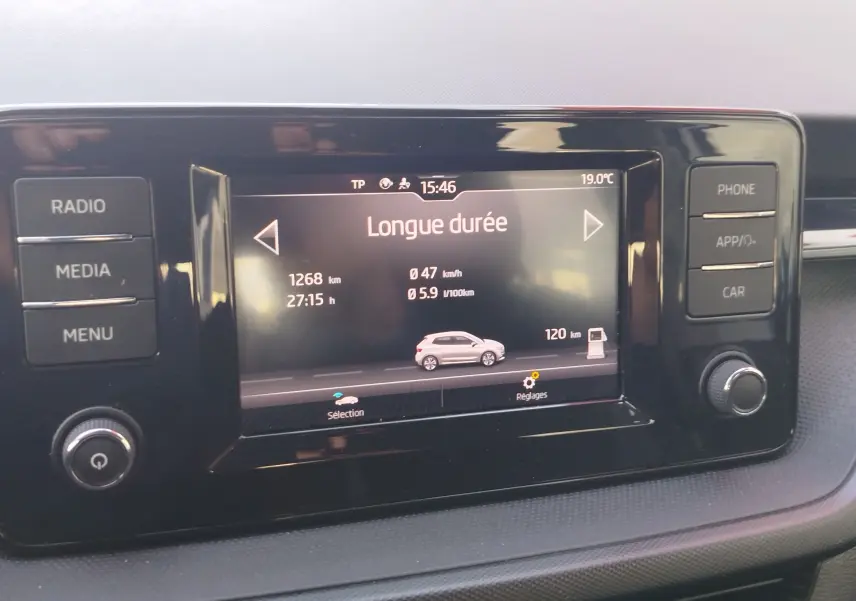 TP 15:46 19.0°C
RADIO
MEDIA
MENU
Longue durée
1268 km Ø 47 km/h
27:15 h Ø 5.9 l/100km
120 km
Sélection
Réglages
PHONE
APP/
CAR